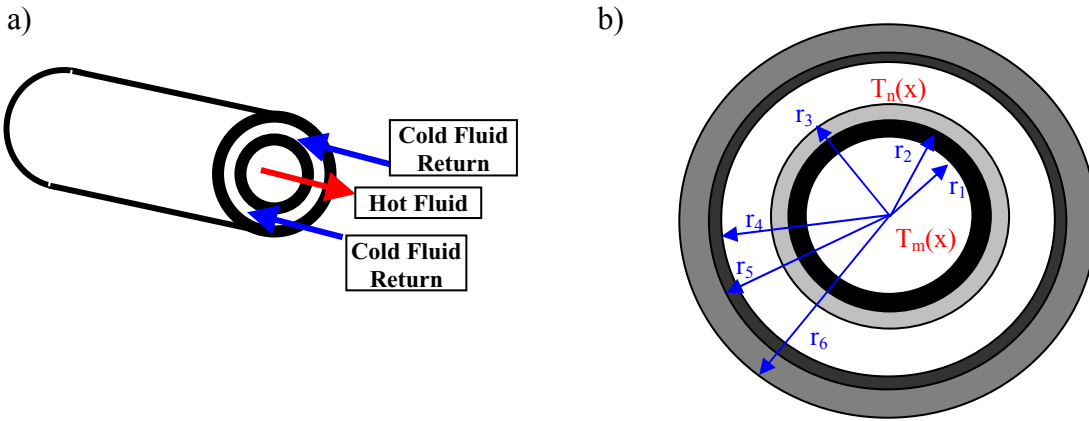 a)
Cold Fluid
Return
Hot Fluid
Cold Fluid
Return
b)
Tn(x)
r3
r2
r1
r4
Tm(x)
r5
r6